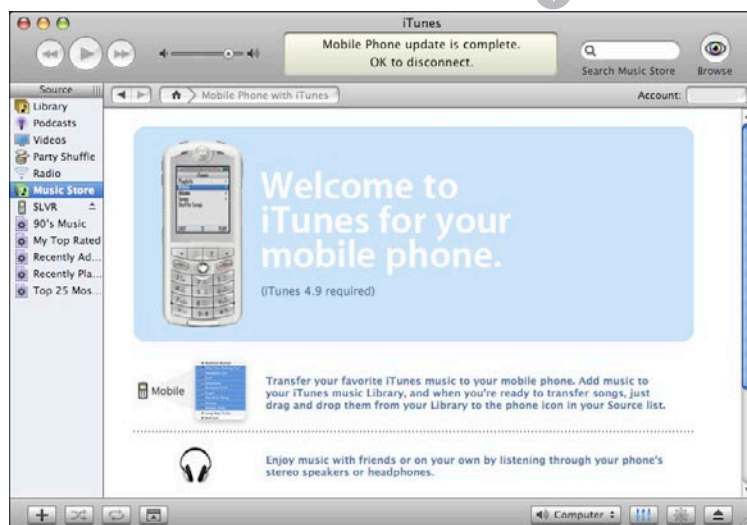 iTunes
Mobile Phone update is complete.
OK to disconnect.
Search Music Store
Browse
Source
Mobile Phone with iTunes
Account:
Library
Podcasts
Videos
Party Shuffle
Radio
Music Store
SLVR
90's Music
My Top Rated
Recently Ad...
Recently Pla...
Top 25 Mos...
Welcome to
iTunes for your
mobile phone.
(iTunes 4.9 required)
Mobile
Transfer your favorite iTunes music to your mobile phone. Add music to
your iTunes music Library, and when you're ready to transfer songs, just
drag and drop them from your Library to the phone icon in your Source list.
Enjoy music with friends or on your own by listening through your phone's
stereo speakers or headphones.
Computer